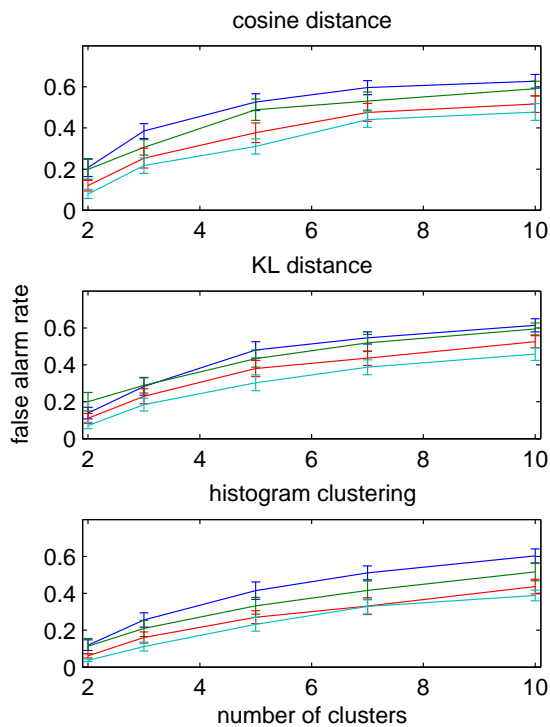 cosine distance
0.6
0.4
0.2
0
2 4 6 8 10
KL distance
false alarm rate
0.6
0.4
0.2
0
2 4 6 8 10
histogram clustering
0.6
0.4
0.2
0
2 4 6 8 10
number of clusters